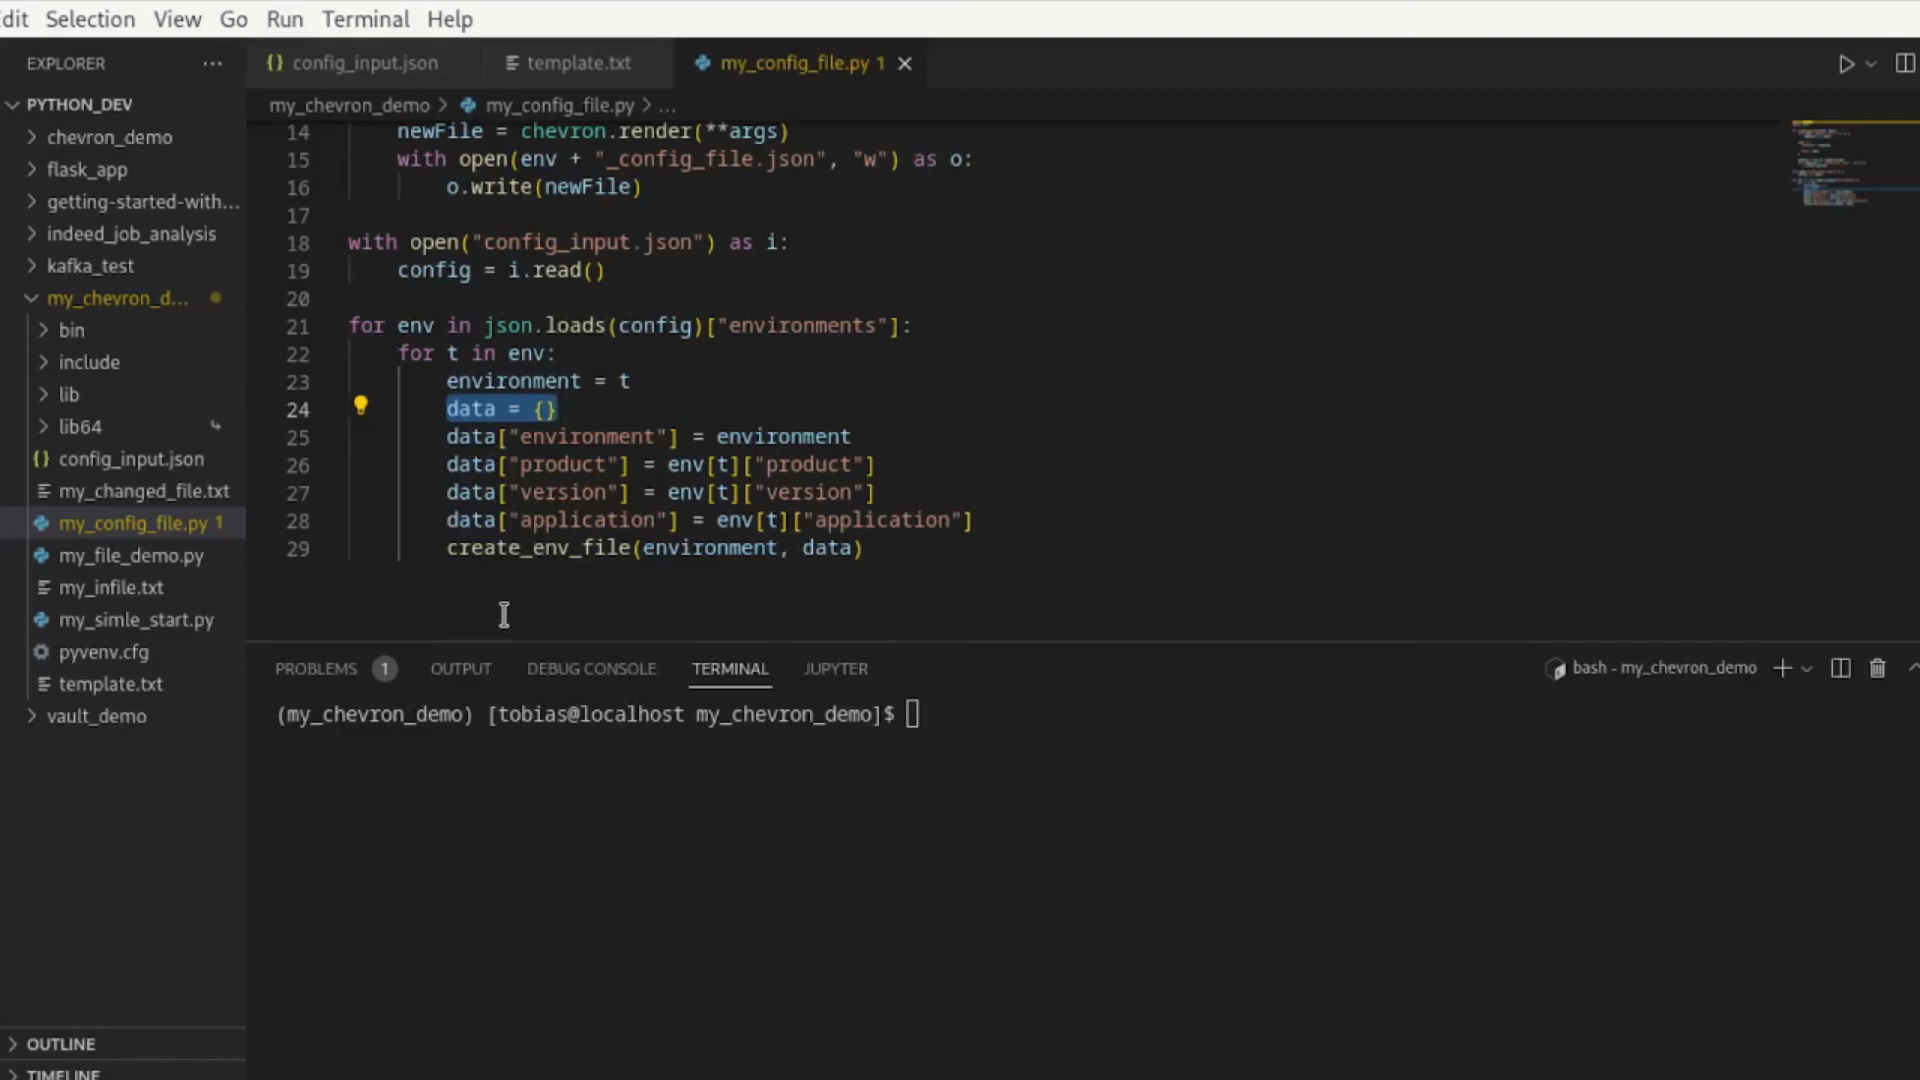 dit Selection View Go Run Terminal Help
EXPLORER ...
config_input.json template.txt my_config_file.py 1
PYTHON_DEV
my_chevron_demo > my_config_file.py > ...
chevron_demo
flask_app
getting-started-with...
indeed_job_analysis
kafka_test
my_chevron_d...
bin
include
lib
lib64
config_input.json
my_changed_file.txt
my_config_file.py 1
my_file_demo.py
my_infile.txt
my_simle_start.py
pyvenv.cfg
template.txt
vault_demo
OUTLINE
TIMELINE
14 newFile = chevron.render(**args)
15 with open(env + "_config_file.json", "w") as o:
16 o.write(newFile)
17
18 with open("config_input.json") as i:
19 config = i.read()
20
21 for env in json.loads(config)["environments"]:
22 for t in env:
23 environment = t
24 data = {}
25 data["environment"] = environment
26 data["product"] = env[t]["product"]
27 data["version"] = env[t]["version"]
28 data["application"] = env[t]["application"]
29 create_env_file(environment, data)
PROBLEMS 1 OUTPUT DEBUG CONSOLE TERMINAL JUPYTER bash - my_chevron_demo
(my_chevron_demo) [tobias@localhost my_chevron_demo]$